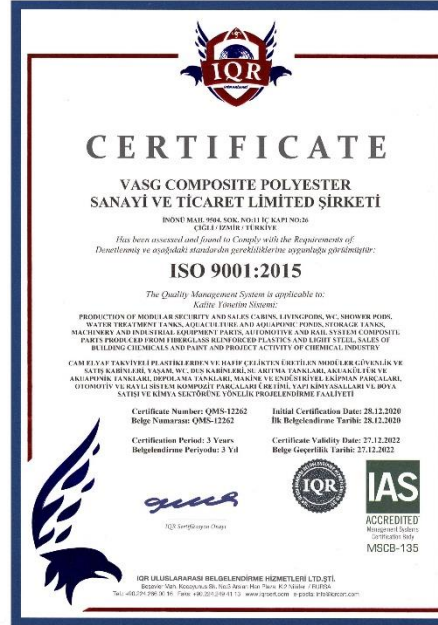 IQR
International
CERTIFICATE
VASG COMPOSITE POLYESTER
SANAYİ VE TİCARET LİMİTED ŞİRKETİ
İNÖNÜ MAH. 9504. SOK. NO:11 İÇ KAPI NO:26
ÇİĞLİ / İZMİR / TÜRKİYE
Has been assessed and found to Comply with the Requirements of:
Denetlenmiş ve aşağıdaki standardın gerekliliklerine uygunluğu görülmüştür:
ISO 9001:2015
The Quality Management System is applicable to:
Kalite Yönetim Sistemi:
PRODUCTION OF MODULAR SECURITY AND SALES CABINS, LIVINGPODS, WC, SHOWER PODS,
WATER TREATMENT TANKS, AQUACULTURE AND AQUAPONIC PONDS, STORAGE TANKS,
MACHINERY AND INDUSTRIAL EQUIPMENT PARTS, AUTOMOTIVE AND RAIL SYSTEM COMPOSITE
PARTS PRODUCED FROM FIBERGLASS REINFORCED PLASTICS AND LIGHT STEEL, SALES OF
BUILDING CHEMICALS AND PAINT AND PROJECT ACTIVITY OF CHEMICAL INDUSTRY
CAM ELYAF TAKVİYELİ PLASTİKLERDEN VE HAFİF ÇELİKTEN ÜRETİLEN MODÜLER GÜVENLİK VE
SATIŞ KABİNLERİ, YAŞAM, WC, DUŞ KABİNLERİ, SU ARITMA TANKLARI, AKUAKÜLTÜR VE
AKUAPONİK TANKLARI, DEPOLAMA TANKLARI, MAKİNE VE ENDÜSTRİYEL EKİPMAN PARÇALARI,
OTOMOTİV VE RAYLI SİSTEM KOMPOZİT PARÇALARI ÜRETİMİ, YAPI KİMYASALLARI VE BOYA
SATIŞI VE KİMYA SEKTÖRÜNE YÖNELİK PROJELENDİRME FAALİYETİ
Certificate Number: QMS-12262
Belge Numarası: QMS-12262
Initial Certification Date: 28.12.2020
İlk Belgelendirme Tarihi: 28.12.2020
Certification Period: 3 Years
Belgelendirme Periyodu: 3 Yıl
Certificate Validity Date: 27.12.2022
Belge Geçerlilik Tarihi: 27.12.2022
IQR Sertifikasyon Onayı
IQR
IAS
ACCREDITED
Management Systems
Certification Body
MSCB-135
IQR ULUSLARARASI BELGELENDİRME HİZMETLERİ LTD.ŞTİ.